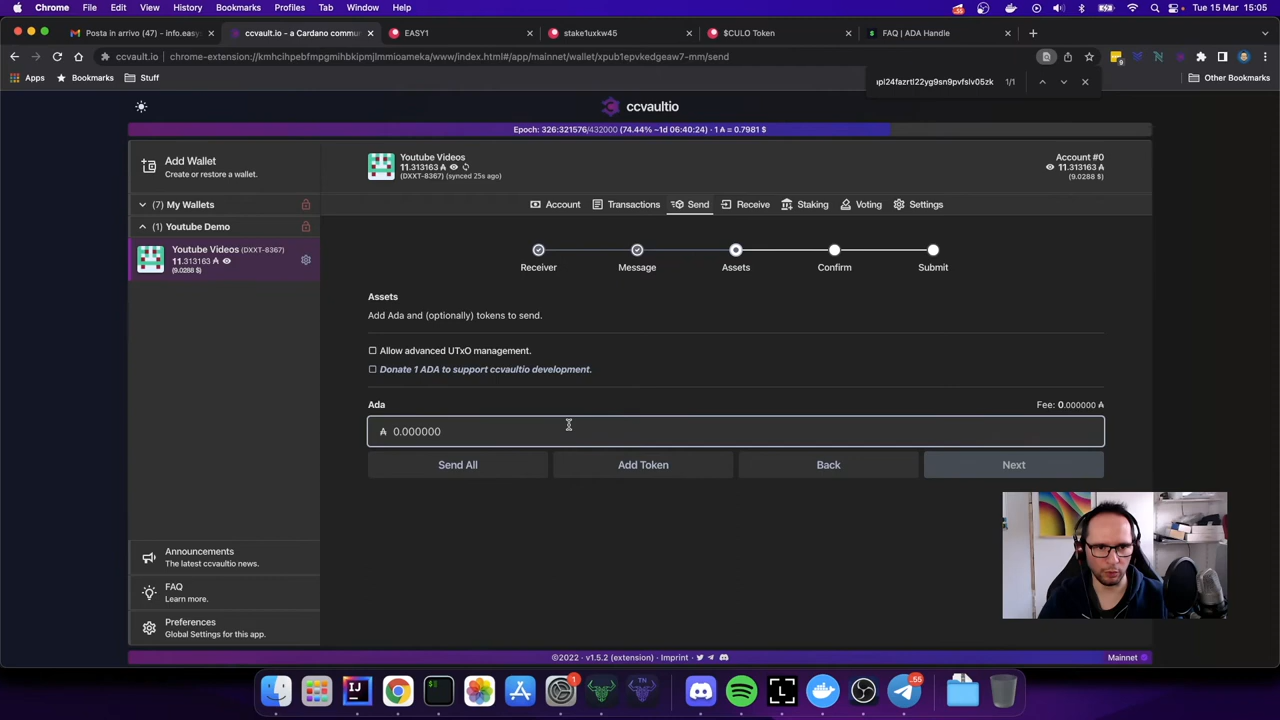 Chrome File Edit View History Bookmarks Profiles Tab Window Help Tue 15 Mar 15:05
Posta in arrivo (47) - info.easy
ccvault.io - a Cardano commun
EASY1
stake1uxkw45
$CULO Token
FAQ | ADA Handle
ccvault.io chrome-extension://kmhcihpebfmpgmihbkipmjlmmioameka/www/index.html#/app/mainnet/wallet/xpub1epvkedgeaw7-mm/send
Apps Bookmarks Stuff Other Bookmarks
apl24fazrtl22yg9sn9pvfslv05zk 1/1
ccvaultio
Epoch: 326:321576/432000 (74.44% ~1d 06:40:24) · 1 ₳ = 0.7981 $
Add Wallet
Create or restore a wallet.
(7) My Wallets
(1) Youtube Demo
Youtube Videos (DXXT-8367)
11.313163 ₳
(9.0288 $)
Youtube Videos
11.313163 ₳
(DXXT-8367) (synced 25s ago)
Account #0
11.313163 ₳
(9.0288 $)
Account Transactions Send Receive Staking Voting Settings
Receiver Message Assets Confirm Submit
Assets
Add Ada and (optionally) tokens to send.
Allow advanced UTxO management.
Donate 1 ADA to support ccvaultio development.
Ada Fee: 0.000000 ₳
₳ 0.000000
Send All Add Token Back Next
Announcements
The latest ccvaultio news.
FAQ
Learn more.
Preferences
Global Settings for this app.
©2022 · v1.5.2 (extension) · Imprint ·
Mainnet